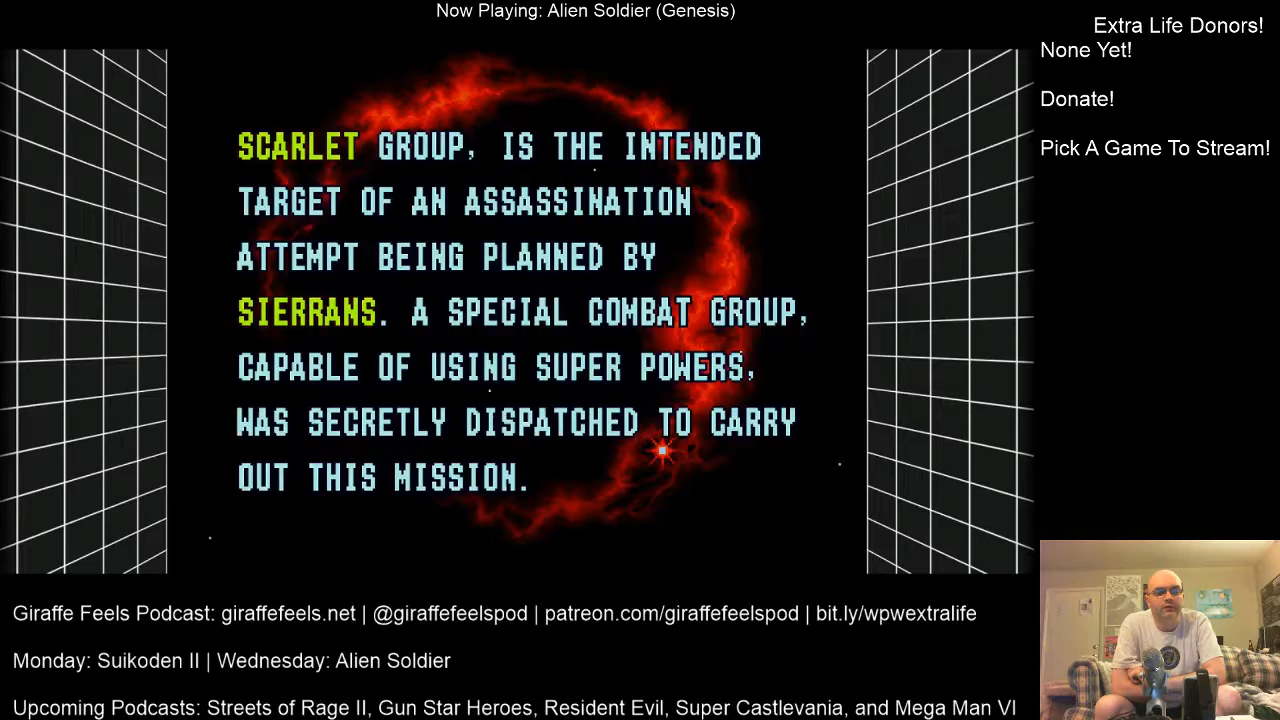 Now Playing: Alien Soldier (Genesis)
Extra Life Donors!
None Yet!
Donate!
Pick A Game To Stream!
SCARLET GROUP, IS THE INTENDED
TARGET OF AN ASSASSINATION
ATTEMPT BEING PLANNED BY
SIERRANS. A SPECIAL COMBAT GROUP,
CAPABLE OF USING SUPER POWERS,
WAS SECRETLY DISPATCHED TO CARRY
OUT THIS MISSION.
Giraffe Feels Podcast: giraffefeels.net | @giraffefeelspod | patreon.com/giraffefeelspod | bit.ly/wpwextralife
Monday: Suikoden II | Wednesday: Alien Soldier
Upcoming Podcasts: Streets of Rage II, Gun Star Heroes, Resident Evil, Super Castlevania, and Mega Man VI